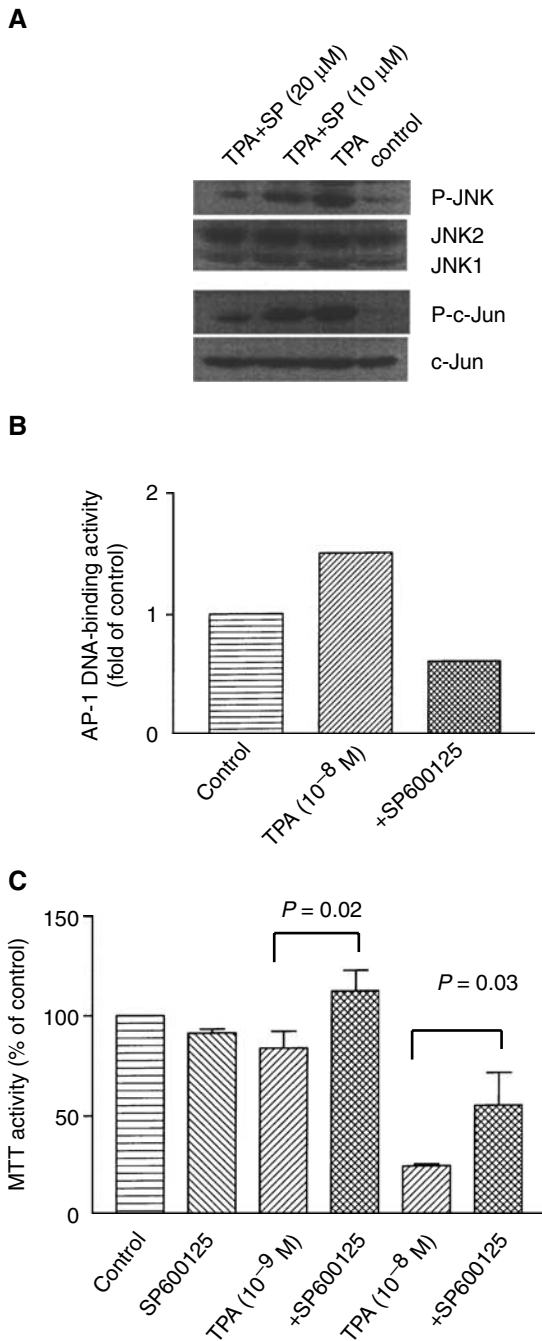 A
TPA+SP (20 μM)
TPA+SP (10 μM)
TPA
control
P-JNK
JNK2
JNK1
P-c-Jun
c-Jun
B
AP-1 DNA-binding activity
(fold of control)
2
1
0
Control
TPA (10⁻⁸ M)
+SP600125
C
MTT activity (% of control)
150
100
50
0
P = 0.02
P = 0.03
Control
SP600125
TPA (10⁻⁹ M)
+SP600125
TPA (10⁻⁸ M)
+SP600125